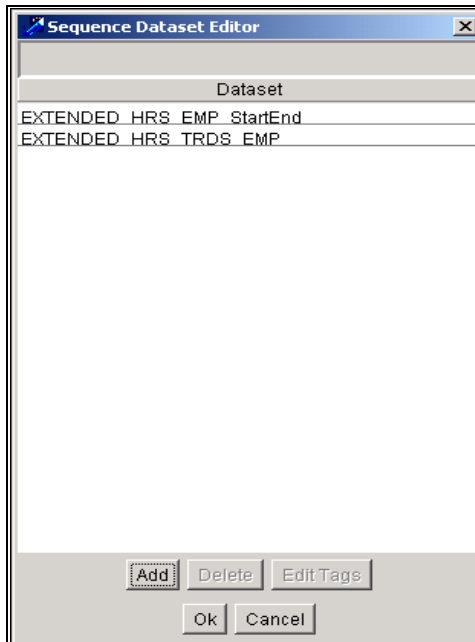 Sequence Dataset Editor
Dataset
EXTENDED_HRS_EMP_StartEnd
EXTENDED_HRS_TRDS_EMP
Add Delete Edit Tags
Ok Cancel